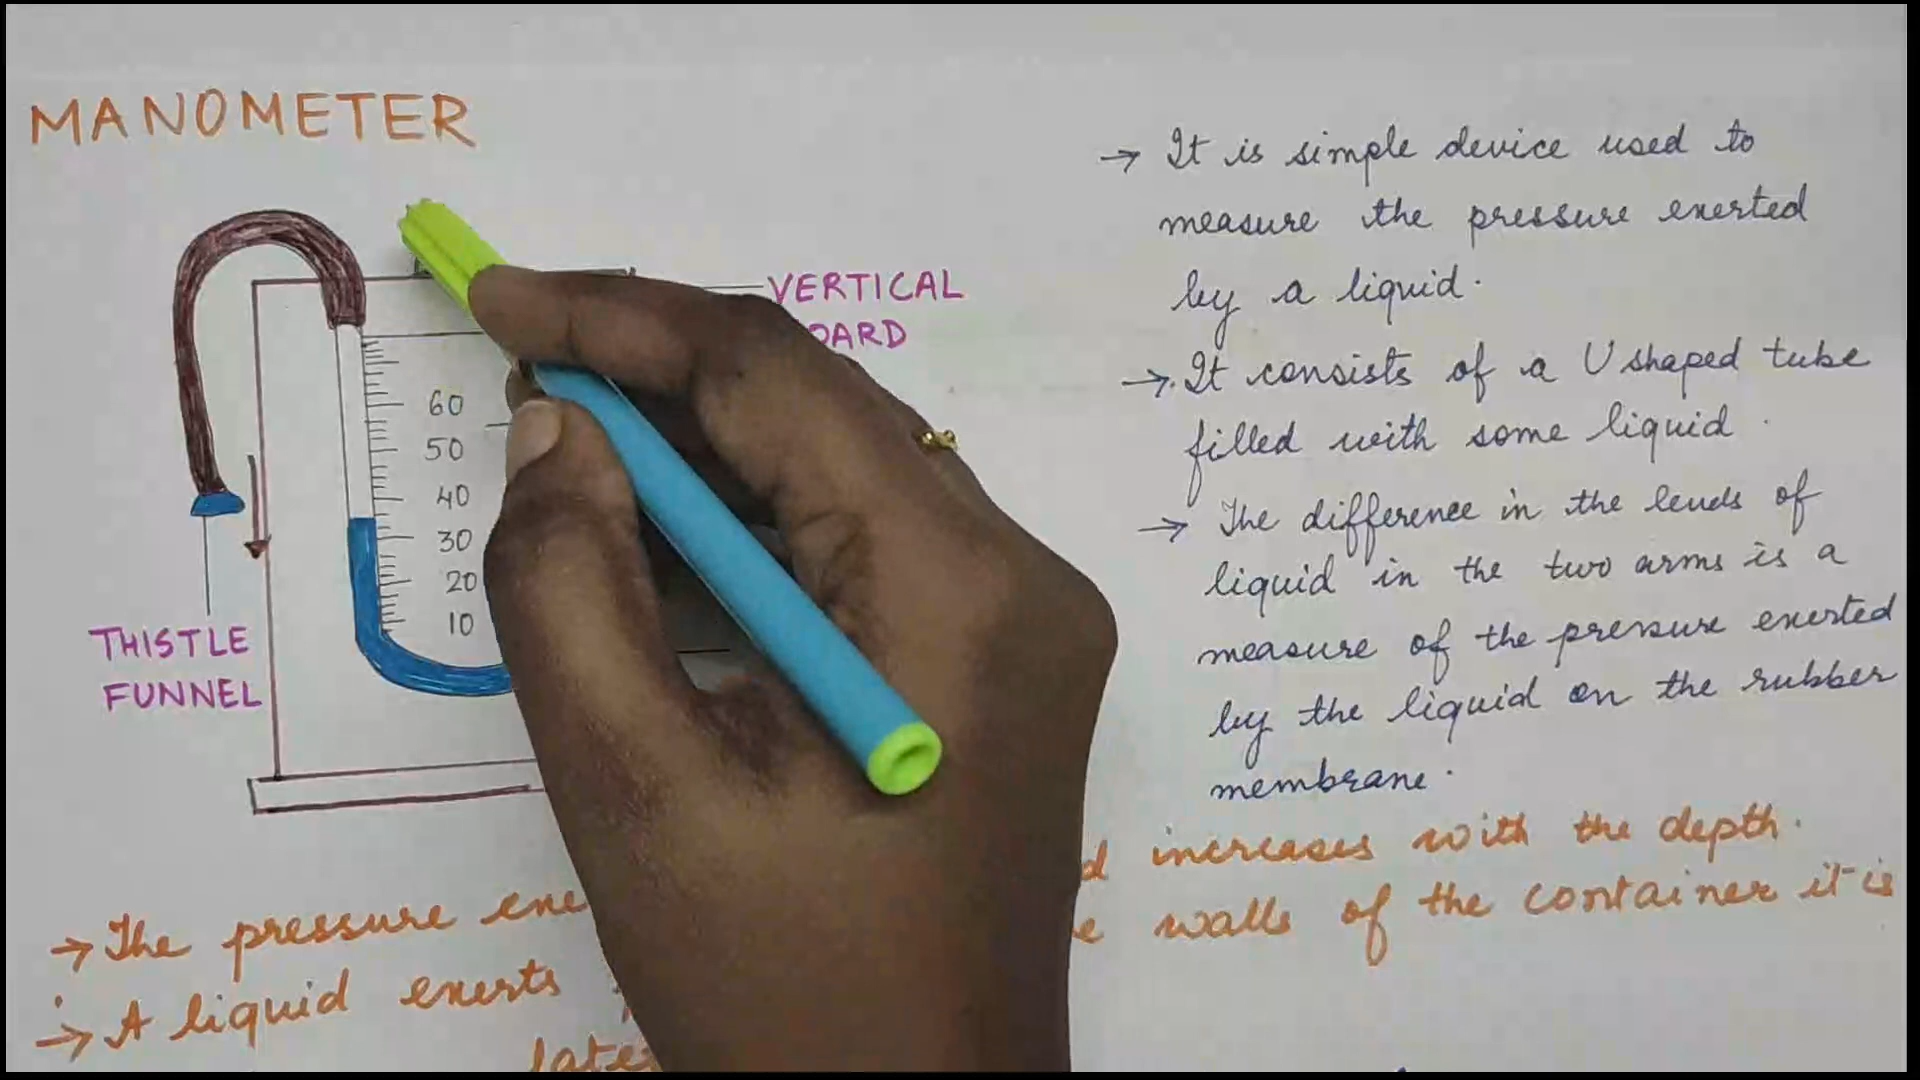 MANOMETER
VERTICAL
OARD
60
50
40
30
20
10
THISTLE
FUNNEL
→ It is simple device used to
measure the pressure exerted
by a liquid.
→. It consists of a U shaped tube
filled with some liquid.
→ The difference in the levels of
liquid in the two arms is a
measure of the pressure exerted
by the liquid on the rubber
membrane.
→ The pressure exe d increases with the depth.
→ A liquid exerts e walls of the container it is
late